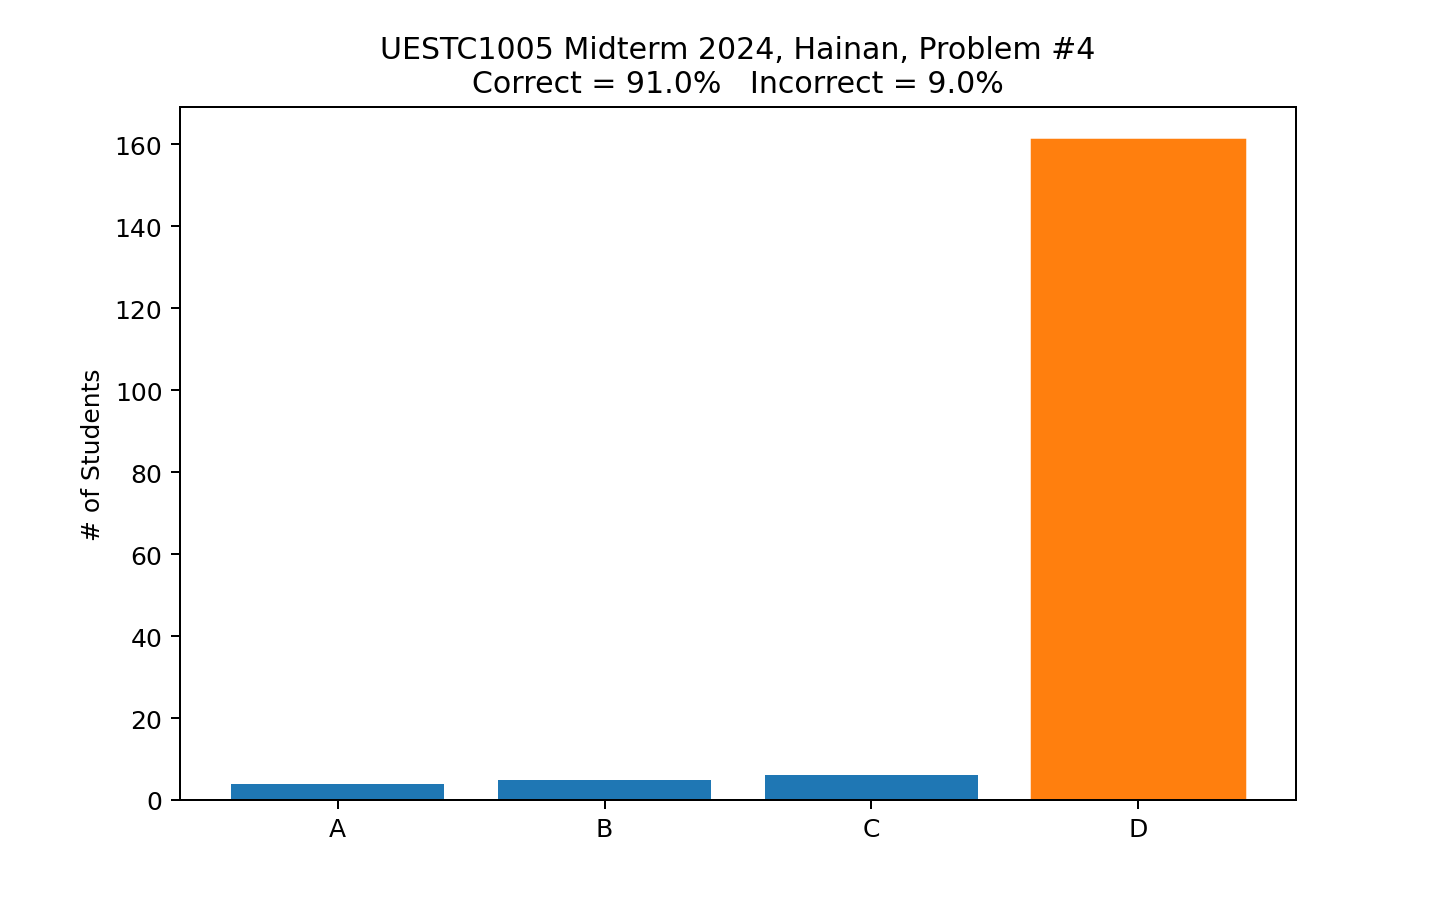 UESTC1005 Midterm 2024, Hainan, Problem #4
Correct = 91.0%   Incorrect = 9.0%
160
140
120
100
80
60
40
20
0
# of Students
A
B
C
D